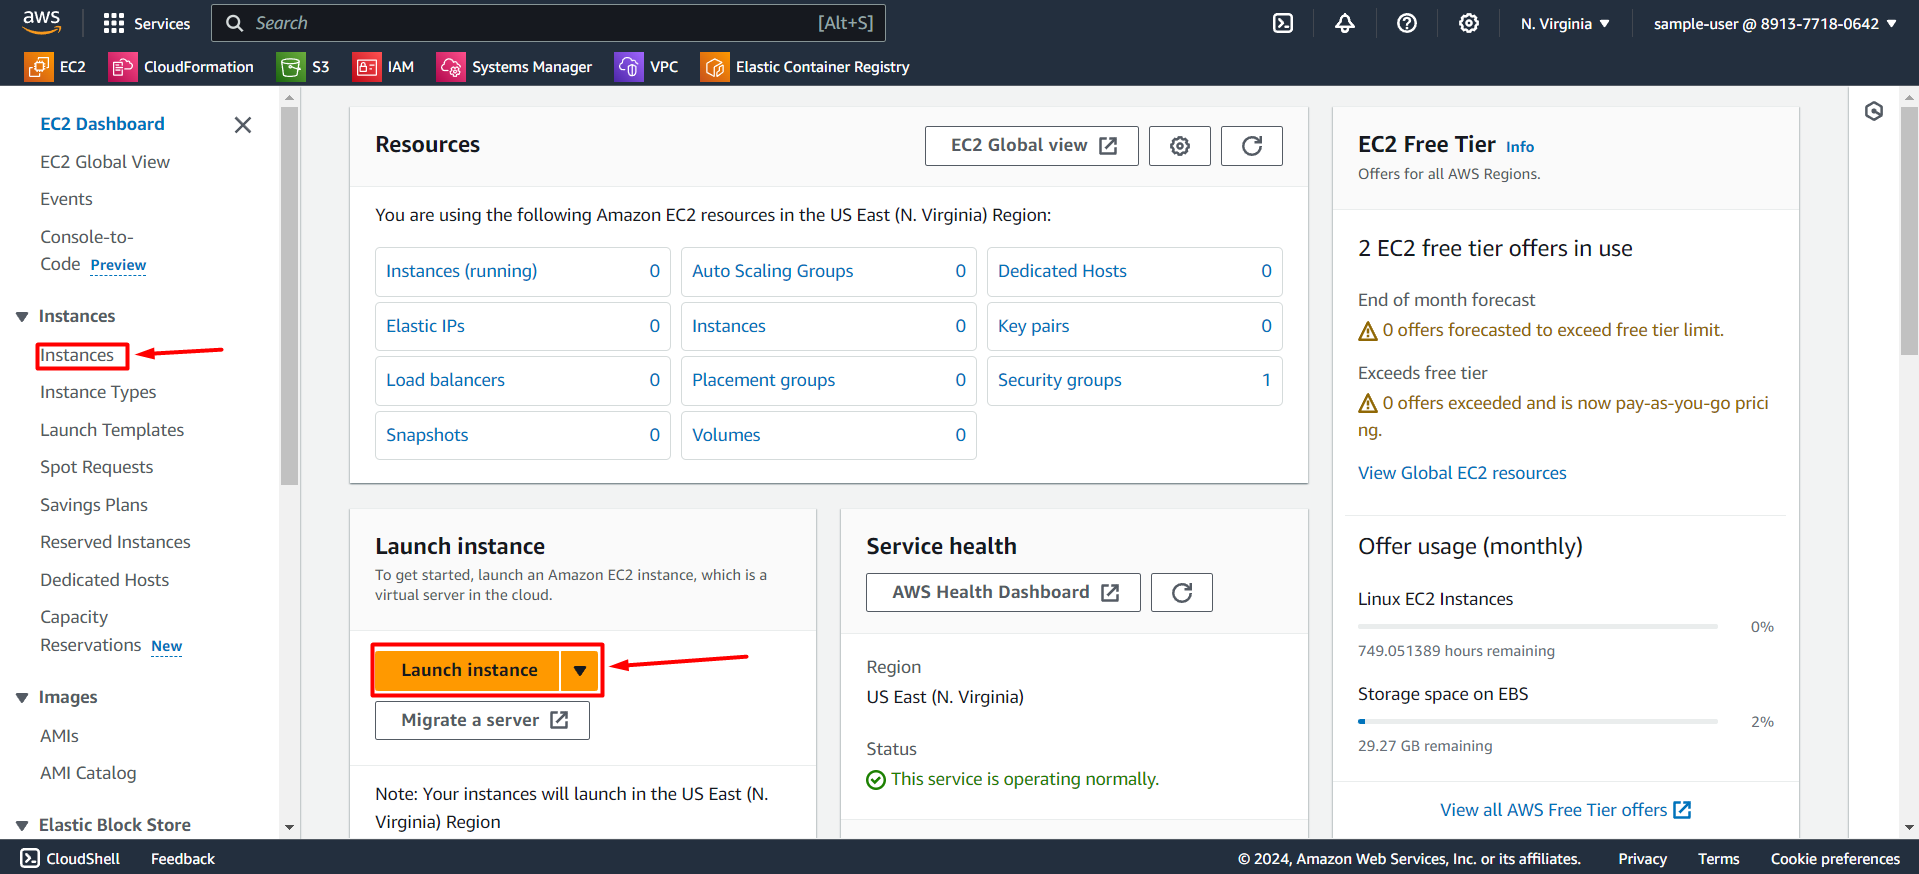 aws
Services
Search [Alt+S]
N. Virginia
sample-user @ 8913-7718-0642
EC2
CloudFormation
S3
IAM
Systems Manager
VPC
Elastic Container Registry
EC2 Dashboard
EC2 Global View
Events
Console-to-
Code Preview
Instances
Instances
Instance Types
Launch Templates
Spot Requests
Savings Plans
Reserved Instances
Dedicated Hosts
Capacity
Reservations New
Images
AMIs
AMI Catalog
Elastic Block Store
Resources
EC2 Global view
You are using the following Amazon EC2 resources in the US East (N. Virginia) Region:
Instances (running) 0
Auto Scaling Groups 0
Dedicated Hosts 0
Elastic IPs 0
Instances 0
Key pairs 0
Load balancers 0
Placement groups 0
Security groups 1
Snapshots 0
Volumes 0
Launch instance
To get started, launch an Amazon EC2 instance, which is a
virtual server in the cloud.
Launch instance
Migrate a server
Note: Your instances will launch in the US East (N.
Virginia) Region
Service health
AWS Health Dashboard
Region
US East (N. Virginia)
Status
This service is operating normally.
EC2 Free Tier Info
Offers for all AWS Regions.
2 EC2 free tier offers in use
End of month forecast
0 offers forecasted to exceed free tier limit.
Exceeds free tier
0 offers exceeded and is now pay-as-you-go prici
ng.
View Global EC2 resources
Offer usage (monthly)
Linux EC2 Instances
0%
749.051389 hours remaining
Storage space on EBS
2%
29.27 GB remaining
View all AWS Free Tier offers
CloudShell
Feedback
© 2024, Amazon Web Services, Inc. or its affiliates.
Privacy
Terms
Cookie preferences